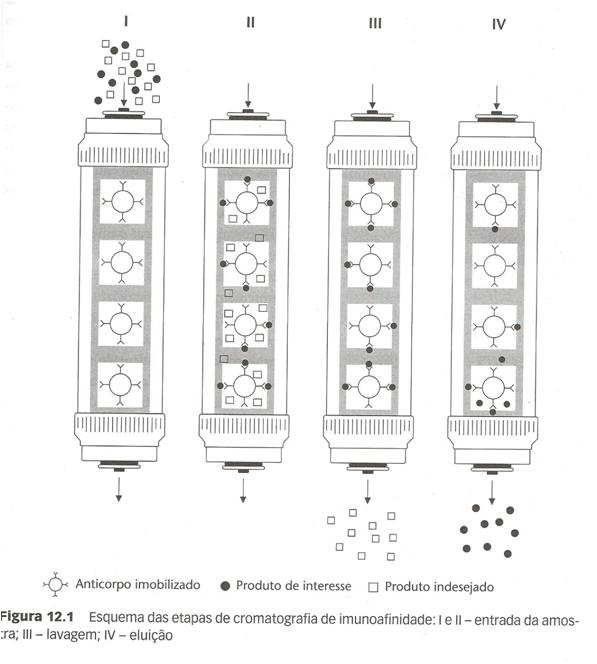 I II III IV
Anticorpo imobilizado Produto de interesse Produto indesejado
Figura 12.1 Esquema das etapas de cromatografia de imunoafinidade: I e II – entrada da amos-
tra; III – lavagem; IV – eluição